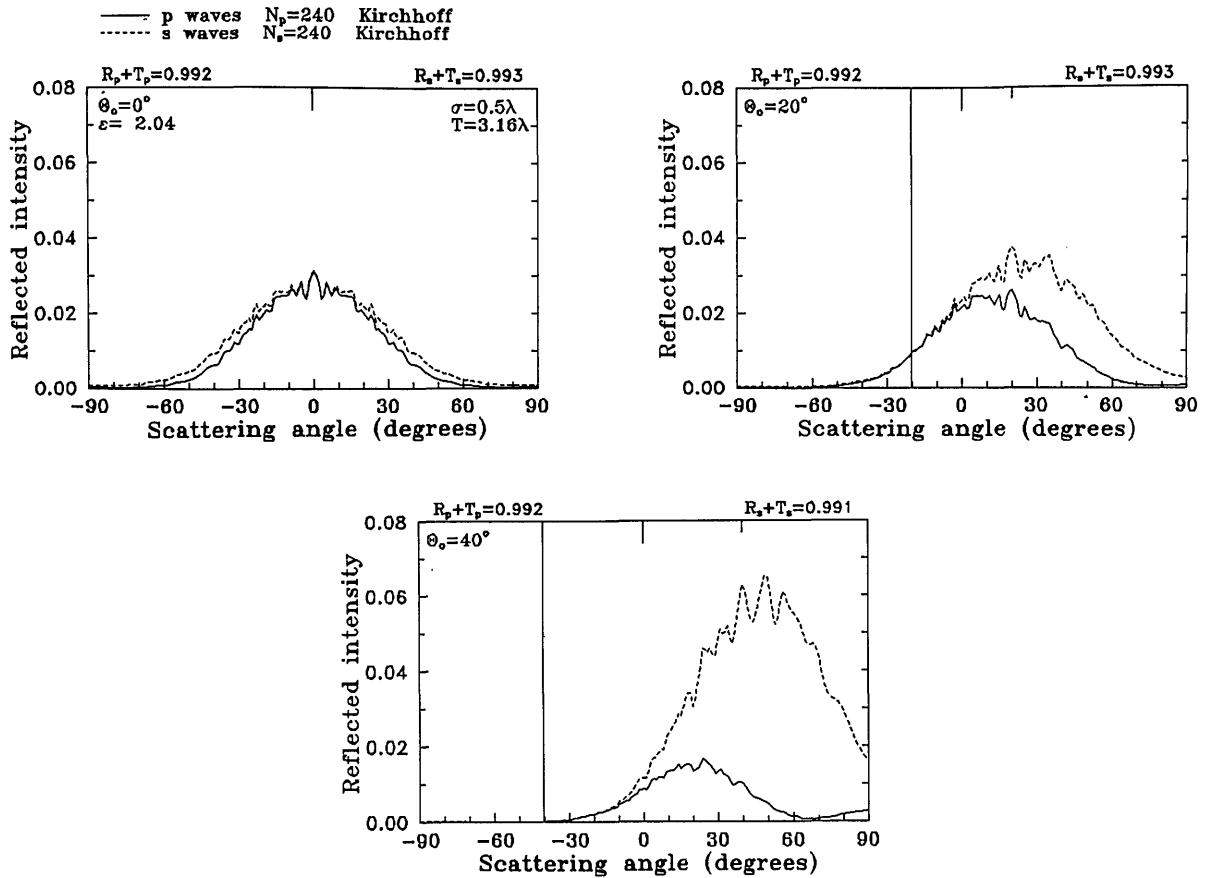 p waves N_p=240 Kirchhoff
s waves N_s=240 Kirchhoff
R_p+T_p=0.992 R_s+T_s=0.993
Θ_o=0° σ=0.5λ
ε= 2.04 T=3.16λ
Reflected intensity
0.08
0.06
0.04
0.02
0.00
-90 -60 -30 0 30 60 90
Scattering angle (degrees)
R_p+T_p=0.992 R_s+T_s=0.993
Θ_o=20°
Reflected intensity
0.08
0.06
0.04
0.02
0.00
-90 -60 -30 0 30 60 90
Scattering angle (degrees)
R_p+T_p=0.992 R_s+T_s=0.991
Θ_o=40°
Reflected intensity
0.08
0.06
0.04
0.02
0.00
-90 -60 -30 0 30 60 90
Scattering angle (degrees)